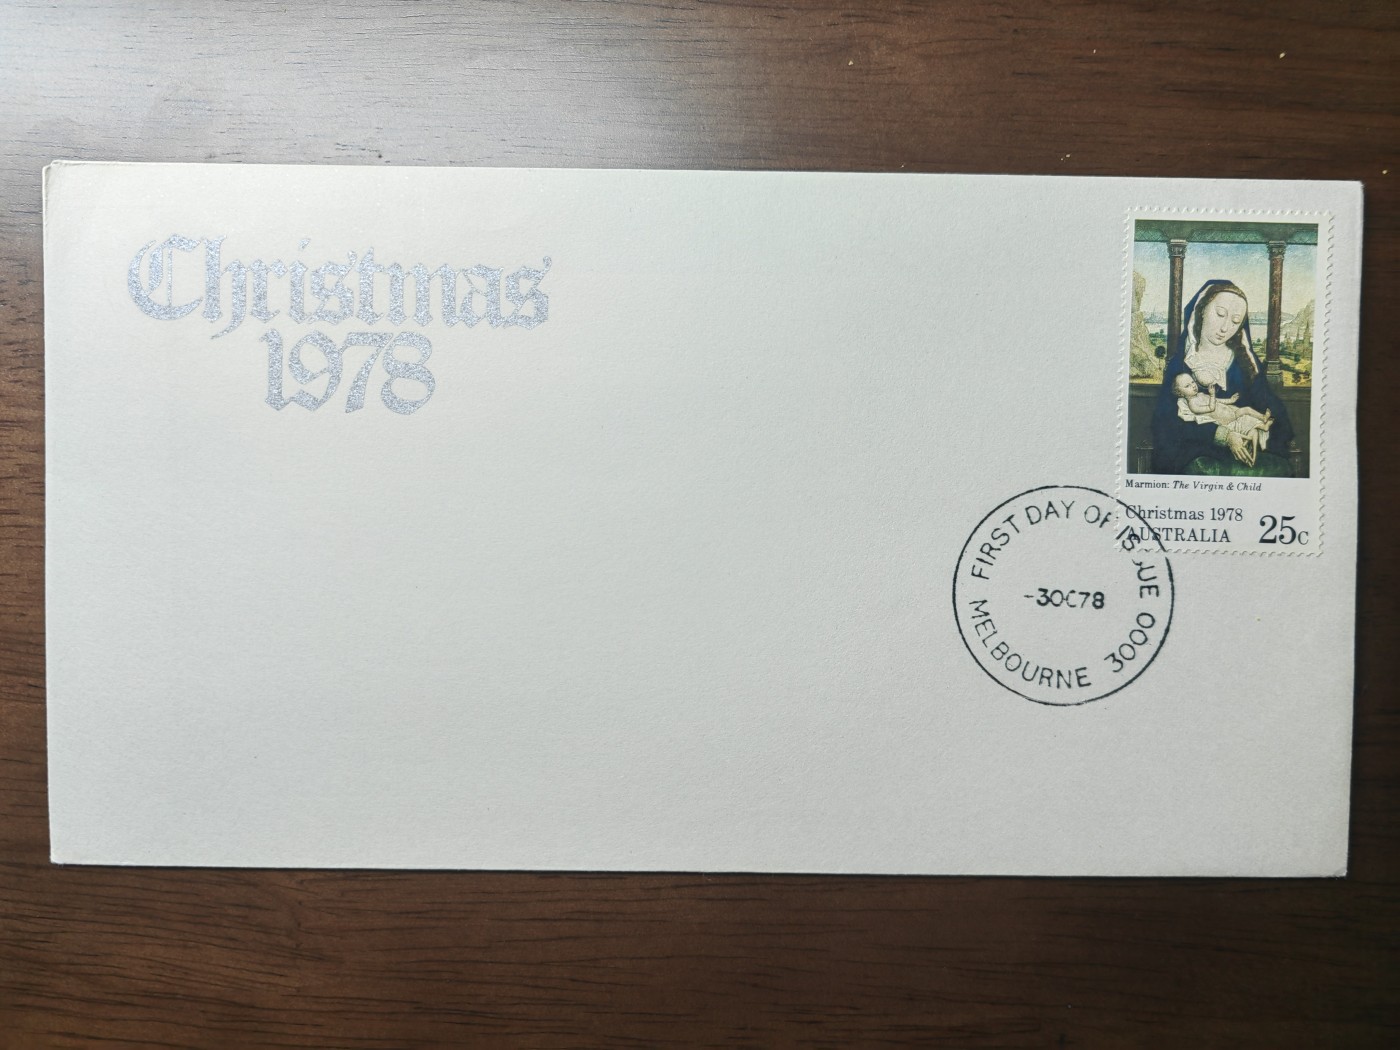 Christmas
1978
Marmion: The Virgin & Child
Christmas 1978
AUSTRALIA 25c
FIRST DAY OF ISSUE
-3OC78
MELBOURNE 3000